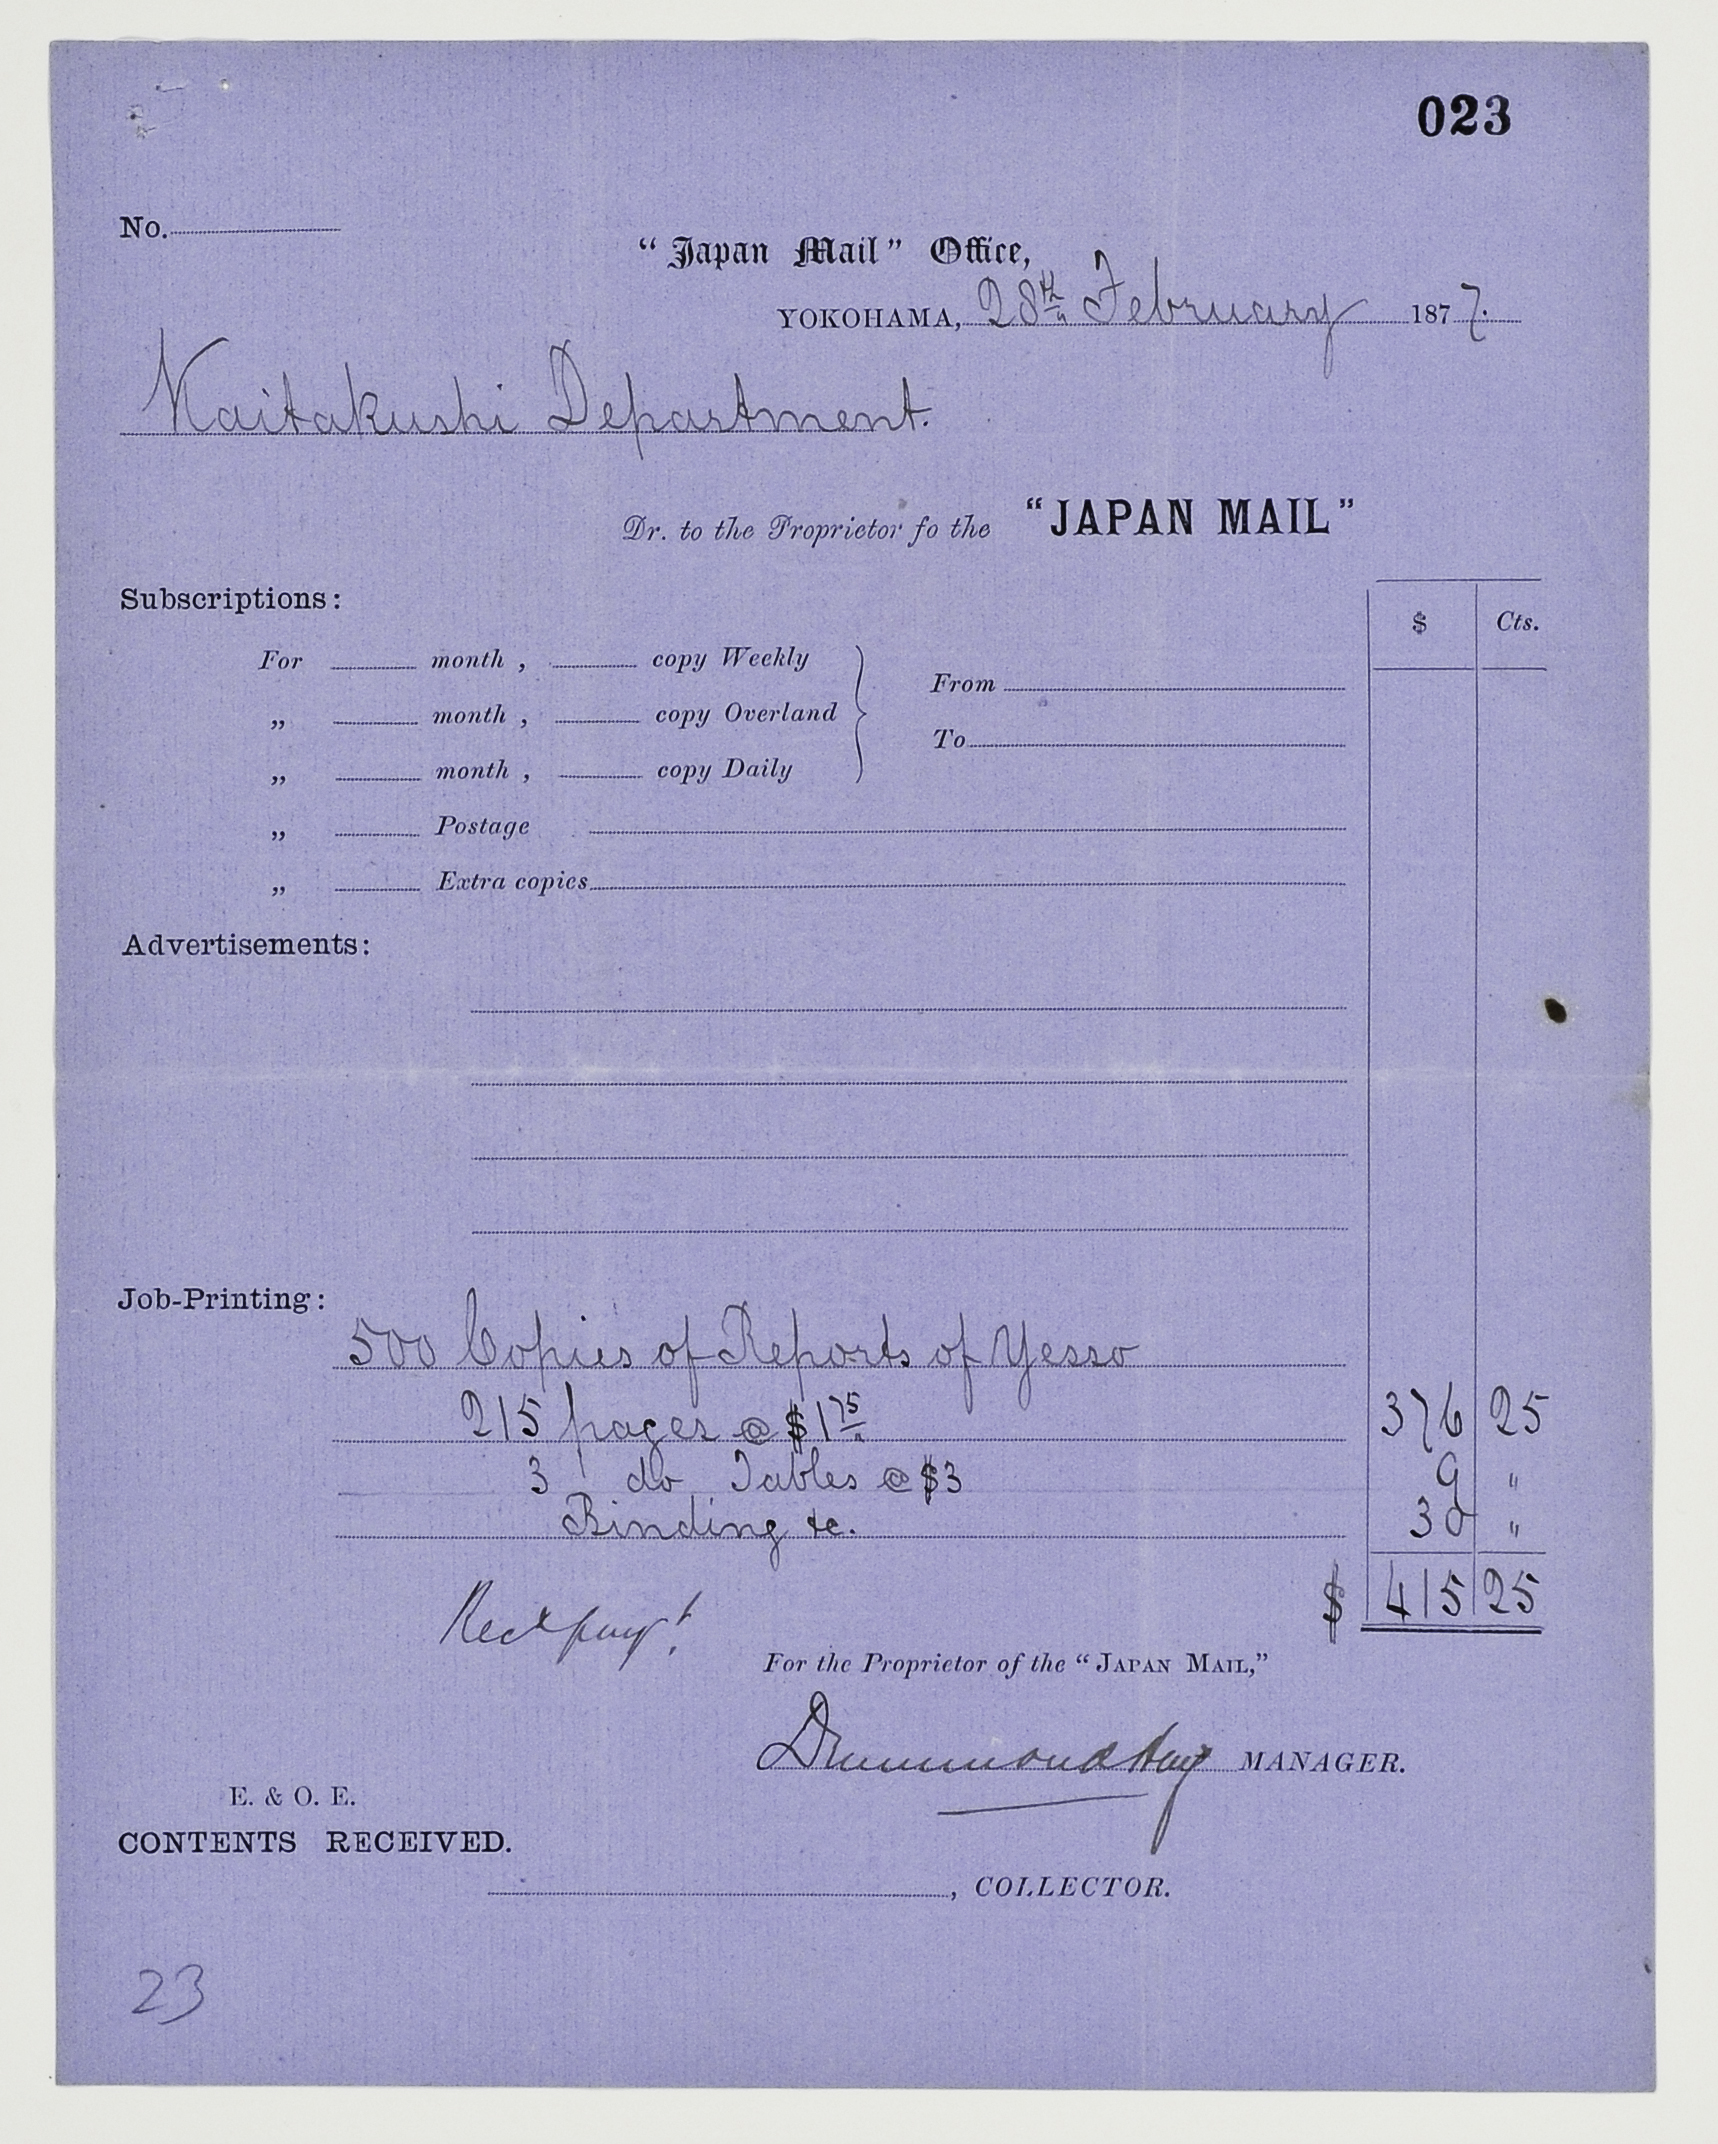 023
No.
"Japan Mail" Office,
YOKOHAMA, 28th February 1877.
Kaitakushi Department.
Dr. to the Proprietor fo the "JAPAN MAIL"
Subscriptions:
$ Cts.
For month , copy Weekly
„ month , copy Overland
„ month , copy Daily
From
To
„ Postage
„ Extra copies
Advertisements:
Job-Printing:
500 Copies of Reports of Yesso
215 pages @ $1 75 376 25
3 do Tables @ $3 9 "
Binding &c. 30 "
$ 415 25
Recd payt.
For the Proprietor of the "JAPAN MAIL,"
Drummond Hay MANAGER.
E. & O. E.
CONTENTS RECEIVED.
, COLLECTOR.
23